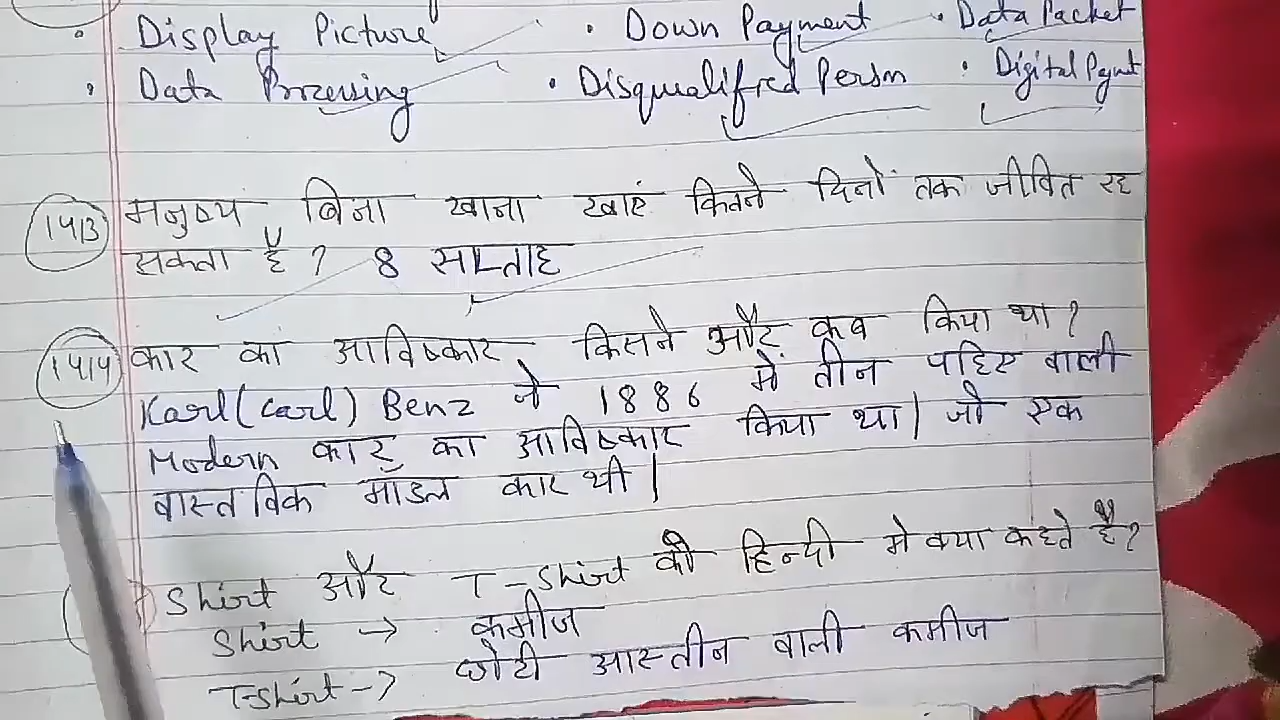 • Display Picture • Down Payment • Data Packet
• Data Processing • Disqualified Person • Digital Pymt
1413 मनुष्य बिना खाना खाएं कितने दिनों तक जीवित रह
सकता है ? 8 सप्ताह
1414 कार का आविष्कार किसने और कब किया था ?
Karl (Carl) Benz ने 1886 में तीन पहिए वाली
Modern कार का आविष्कार किया था | जो एक
वास्तविक मॉडल कार थी |
Shirt और T-Shirt को हिन्दी मे क्या कहते है ?
Shirt → कमीज
T-Shirt → छोटी आस्तीन वाली कमीज